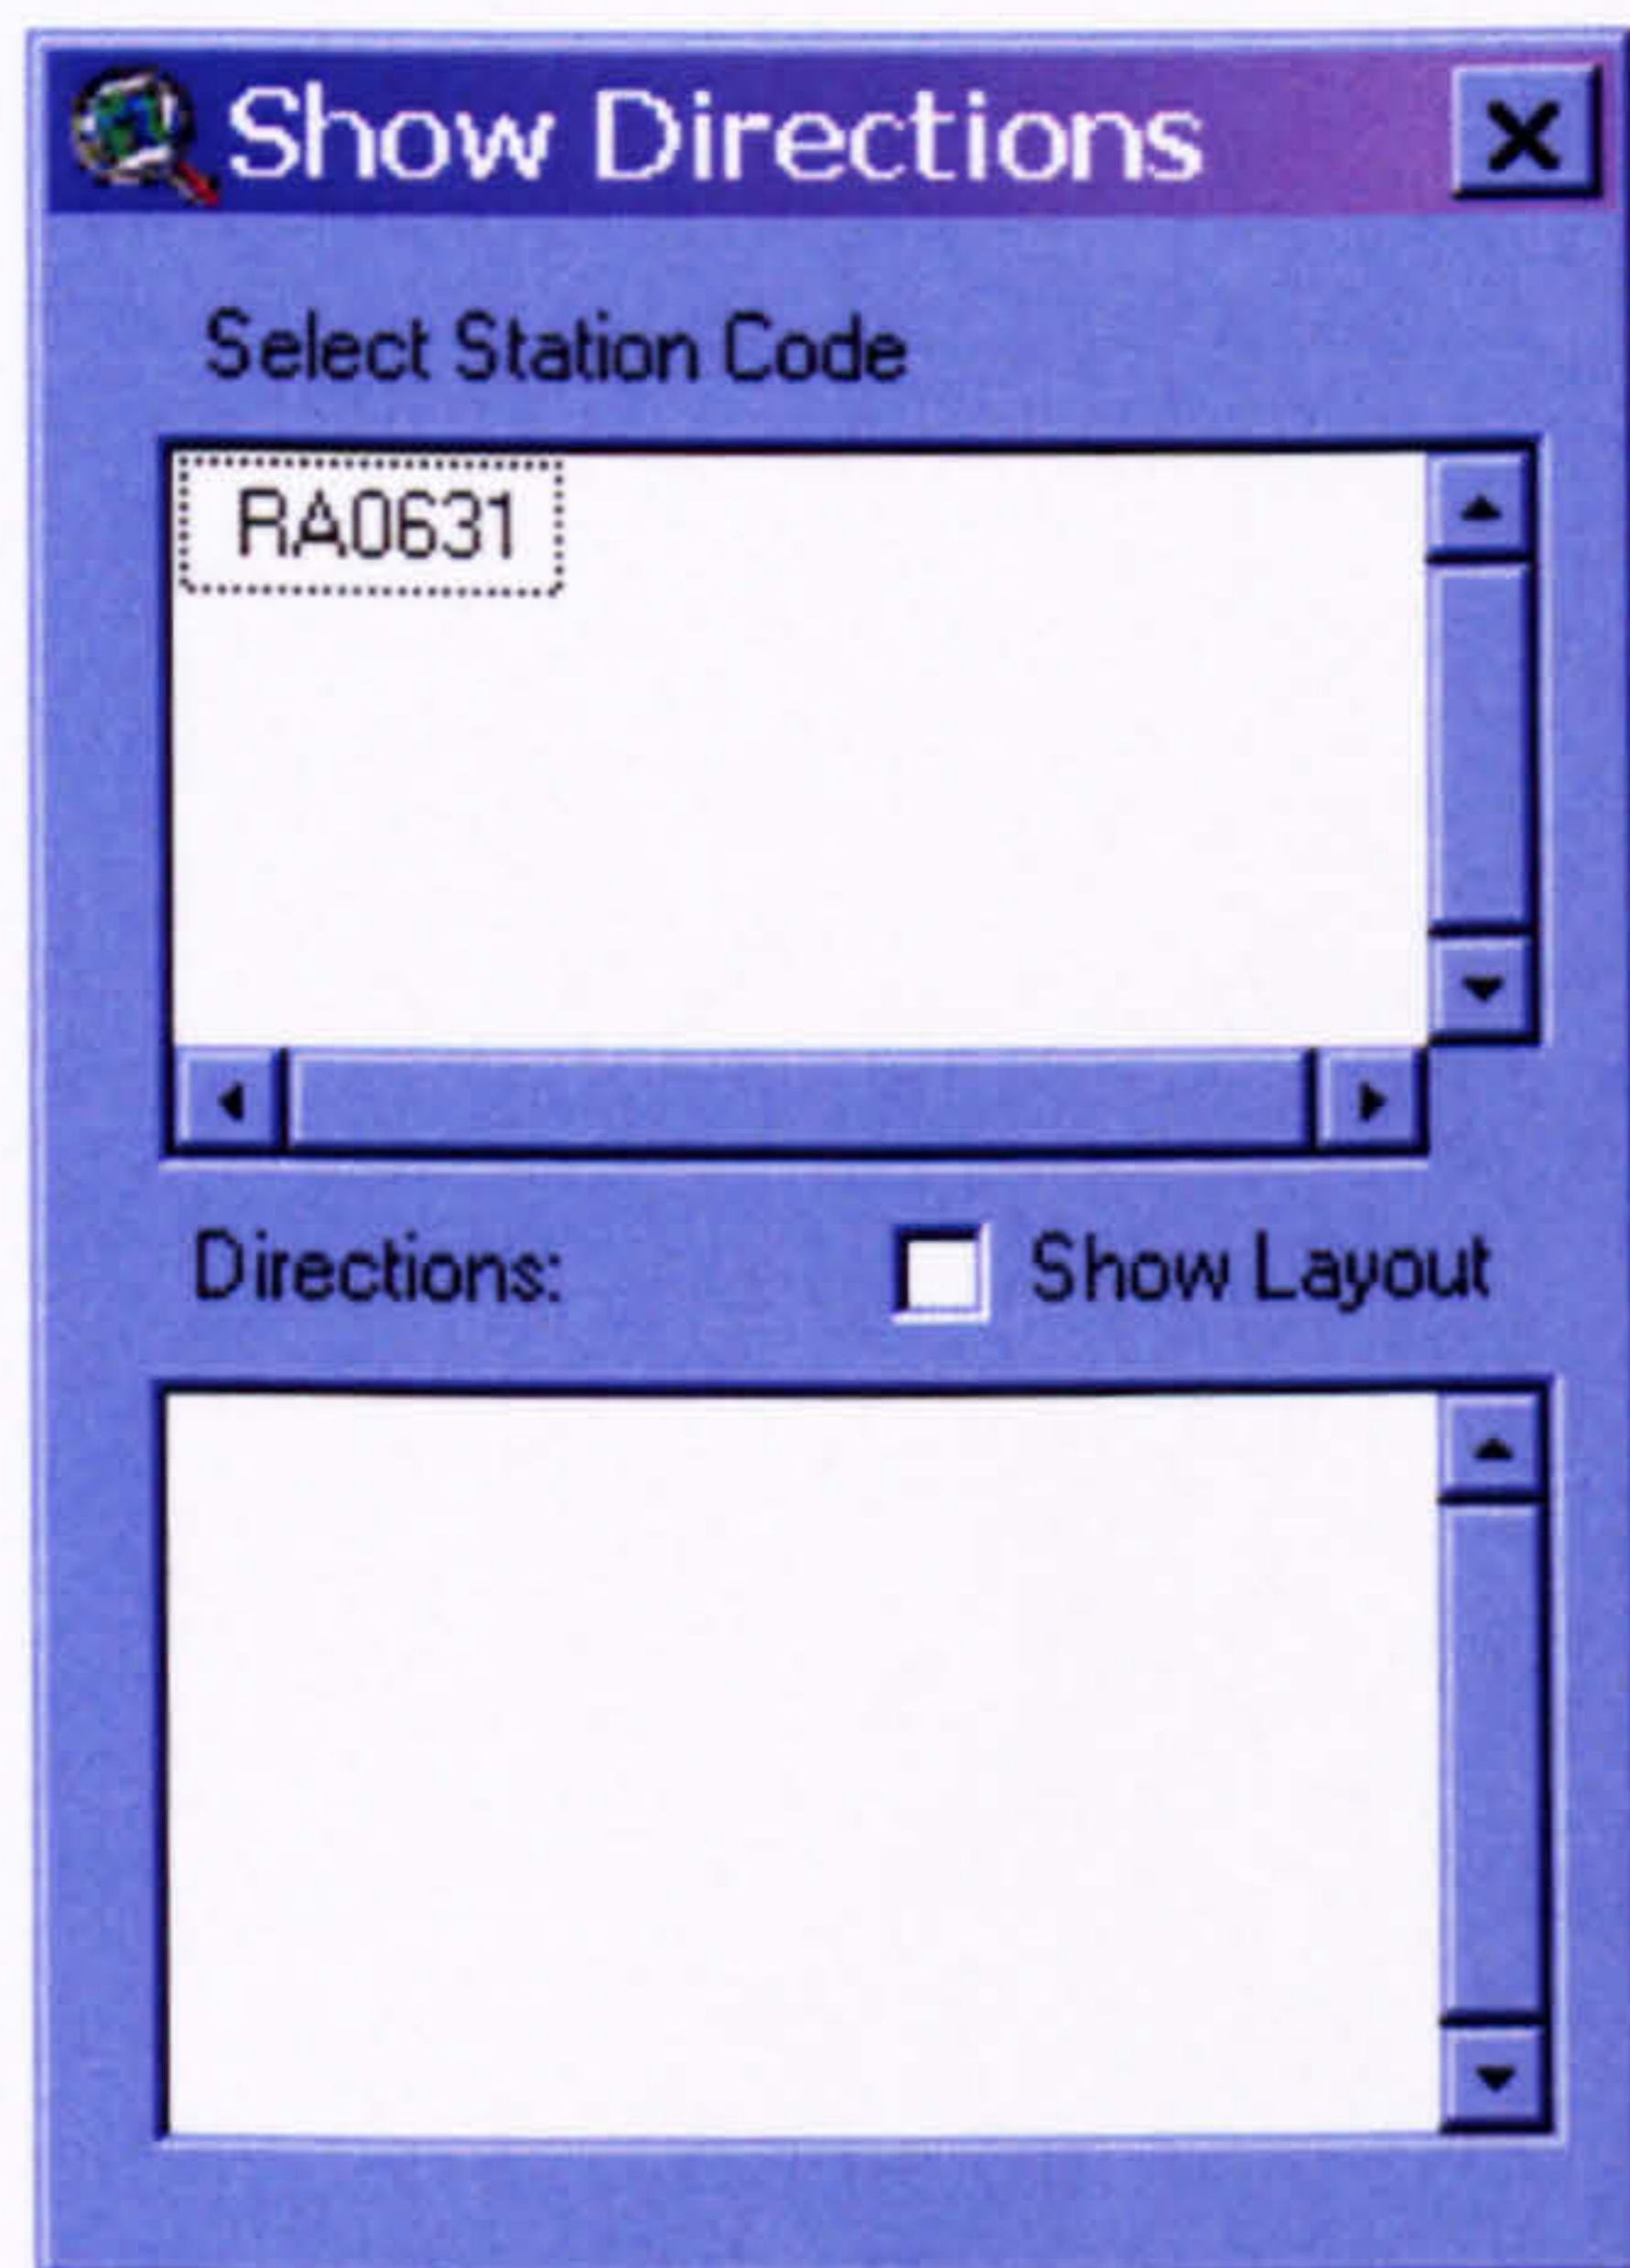 Show Directions
Select Station Code
RA0631
Directions:
Show Layout